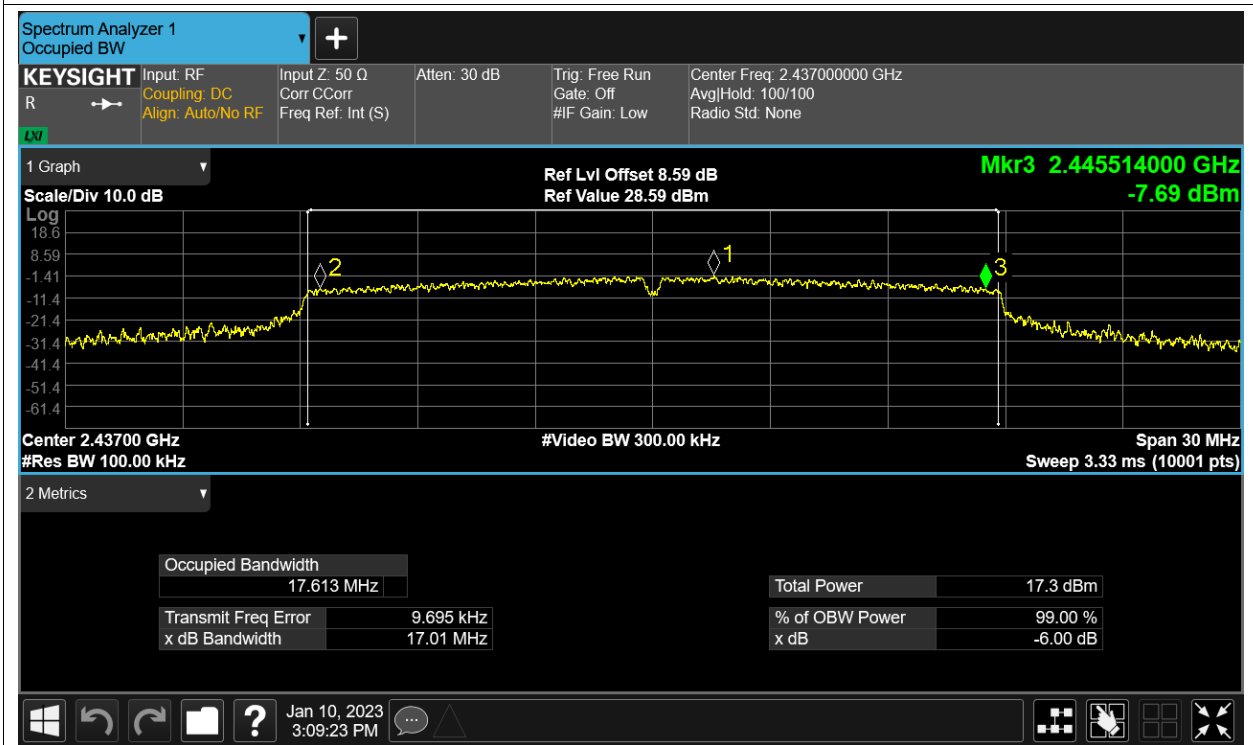 Spectrum Analyzer 1
Occupied BW
KEYSIGHT
R
LXI
Input: RF
Coupling: DC
Align: Auto/No RF
Input Z: 50 Ω
Corr CCorr
Freq Ref: Int (S)
Atten: 30 dB
Trig: Free Run
Gate: Off
#IF Gain: Low
Center Freq: 2.437000000 GHz
Avg|Hold: 100/100
Radio Std: None
1 Graph
Scale/Div 10.0 dB
Ref Lvl Offset 8.59 dB
Ref Value 28.59 dBm
Mkr3 2.445514000 GHz
-7.69 dBm
Log
18.6
8.59
-1.41
-11.4
-21.4
-31.4
-41.4
-51.4
-61.4
2
1
3
Center 2.43700 GHz
#Res BW 100.00 kHz
#Video BW 300.00 kHz
Span 30 MHz
Sweep 3.33 ms (10001 pts)
2 Metrics
Occupied Bandwidth
17.613 MHz
Transmit Freq Error 9.695 kHz
x dB Bandwidth 17.01 MHz
Total Power 17.3 dBm
% of OBW Power 99.00 %
x dB -6.00 dB
?
Jan 10, 2023
3:09:23 PM